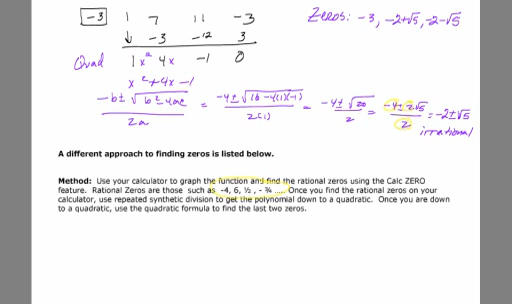 -3 | 1 7 11 -3 Zeros: -3, -2+√5, -2-√5
↓ -3 -12 3
Quad 1x² 4x -1 0
x²+4x-1
-b±√b²-4ac / 2a = -4±√16-4(1)(-1) / 2(1) = -4±√20 / 2 = -4±2√5 / 2 = -2±√5
irrational
A different approach to finding zeros is listed below.
Method: Use your calculator to graph the function and find the rational zeros using the Calc ZERO
feature. Rational Zeros are those such as -4, 6, ½ , - ¾ ..... Once you find the rational zeros on your
calculator, use repeated synthetic division to get the polynomial down to a quadratic. Once you are down
to a quadratic, use the quadratic formula to find the last two zeros.